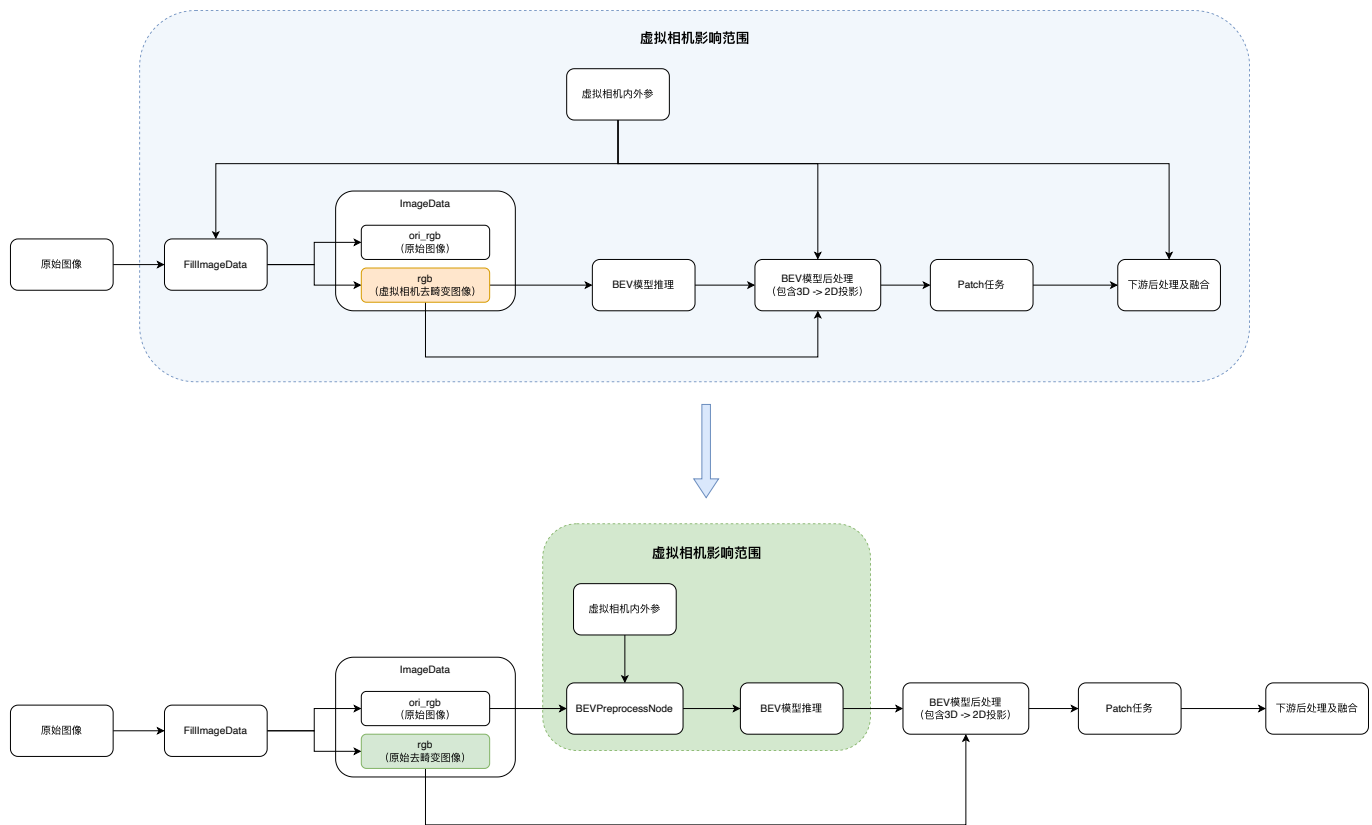 虚拟相机影响范围
虚拟相机内外参
ImageData
ori_rgb
(原始图像)
原始图像
FillImageData
rgb
(虚拟相机去畸变图像)
BEV模型推理
BEV模型后处理
(包含3D -> 2D投影)
Patch任务
下游后处理及融合
虚拟相机影响范围
虚拟相机内外参
ImageData
ori_rgb
(原始图像)
原始图像
FillImageData
rgb
(原始去畸变图像)
BEVPreprocessNode
BEV模型推理
BEV模型后处理
(包含3D -> 2D投影)
Patch任务
下游后处理及融合